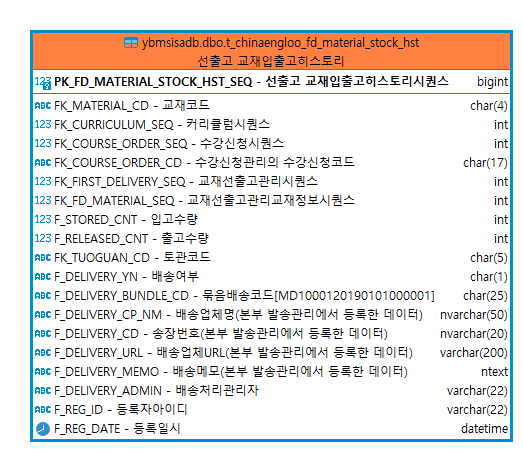 ybmsisadb.dbo.t_chinaengloo_fd_material_stock_hst
선출고 교재입출고히스토리
123 PK_FD_MATERIAL_STOCK_HST_SEQ - 선출고 교재입출고히스토리시퀀스 bigint
ABC FK_MATERIAL_CD - 교재코드 char(4)
123 FK_CURRICULUM_SEQ - 커리큘럼시퀀스 int
123 FK_COURSE_ORDER_SEQ - 수강신청시퀀스 int
ABC FK_COURSE_ORDER_CD - 수강신청관리의 수강신청코드 char(17)
123 FK_FIRST_DELIVERY_SEQ - 교재선출고관리시퀀스 int
123 FK_FD_MATERIAL_SEQ - 교재선출고관리교재정보시퀀스 int
123 F_STORED_CNT - 입고수량 int
123 F_RELEASED_CNT - 출고수량 int
ABC FK_TUOGUAN_CD - 토관코드 char(5)
ABC F_DELIVERY_YN - 배송여부 char(1)
ABC F_DELIVERY_BUNDLE_CD - 묶음배송코드[MD1000120190101000001] char(25)
ABC F_DELIVERY_CP_NM - 배송업체명(본부 발송관리에서 등록한 데이터) nvarchar(50)
ABC F_DELIVERY_CD - 송장번호(본부 발송관리에서 등록한 데이터) nvarchar(20)
ABC F_DELIVERY_URL - 배송업체URL(본부 발송관리에서 등록한 데이터) varchar(200)
ABC F_DELIVERY_MEMO - 배송메모(본부 발송관리에서 등록한 데이터) ntext
ABC F_DELIVERY_ADMIN - 배송처리관리자 varchar(22)
ABC F_REG_ID - 등록자아이디 varchar(22)
F_REG_DATE - 등록일시 datetime